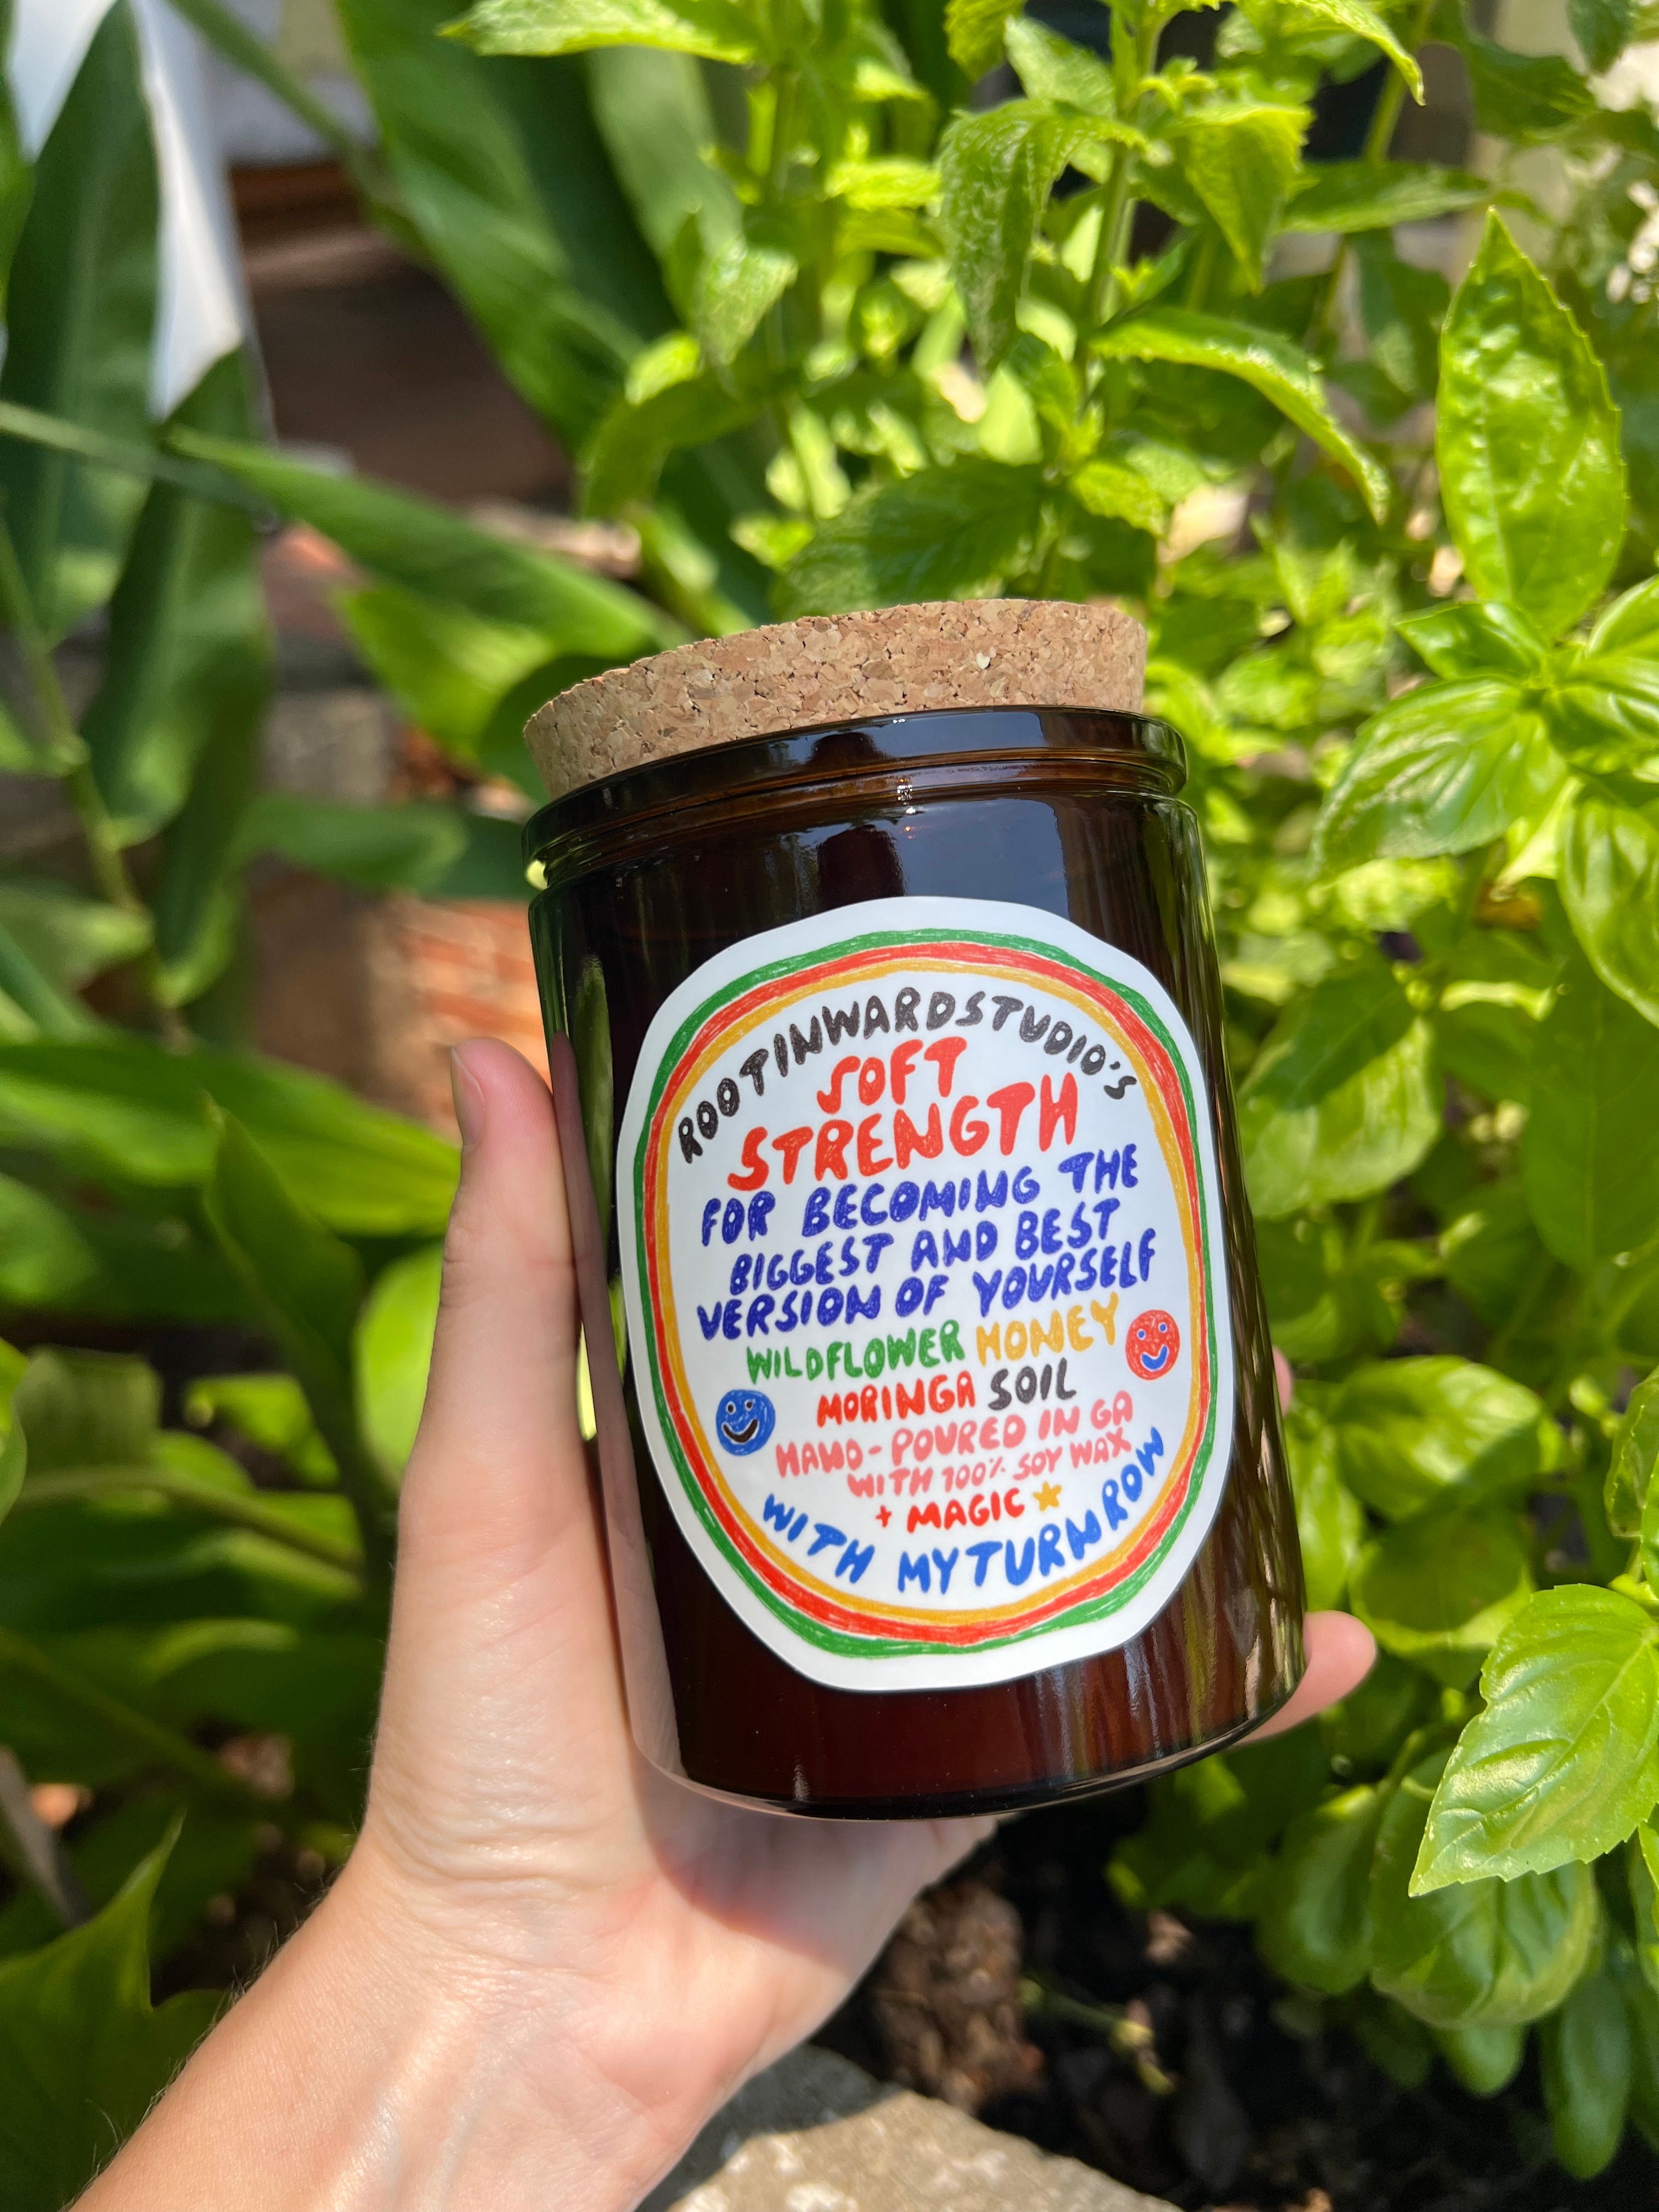 ROOTINWARDSTUDIO'S
SOFT
STRENGTH
FOR BECOMING THE
BIGGEST AND BEST
VERSION OF YOURSELF
WILDFLOWER HONEY
MORINGA SOIL
HAND-POURED IN GA
WITH 100% SOY WAX
+ MAGIC
WITH MYTURNROW